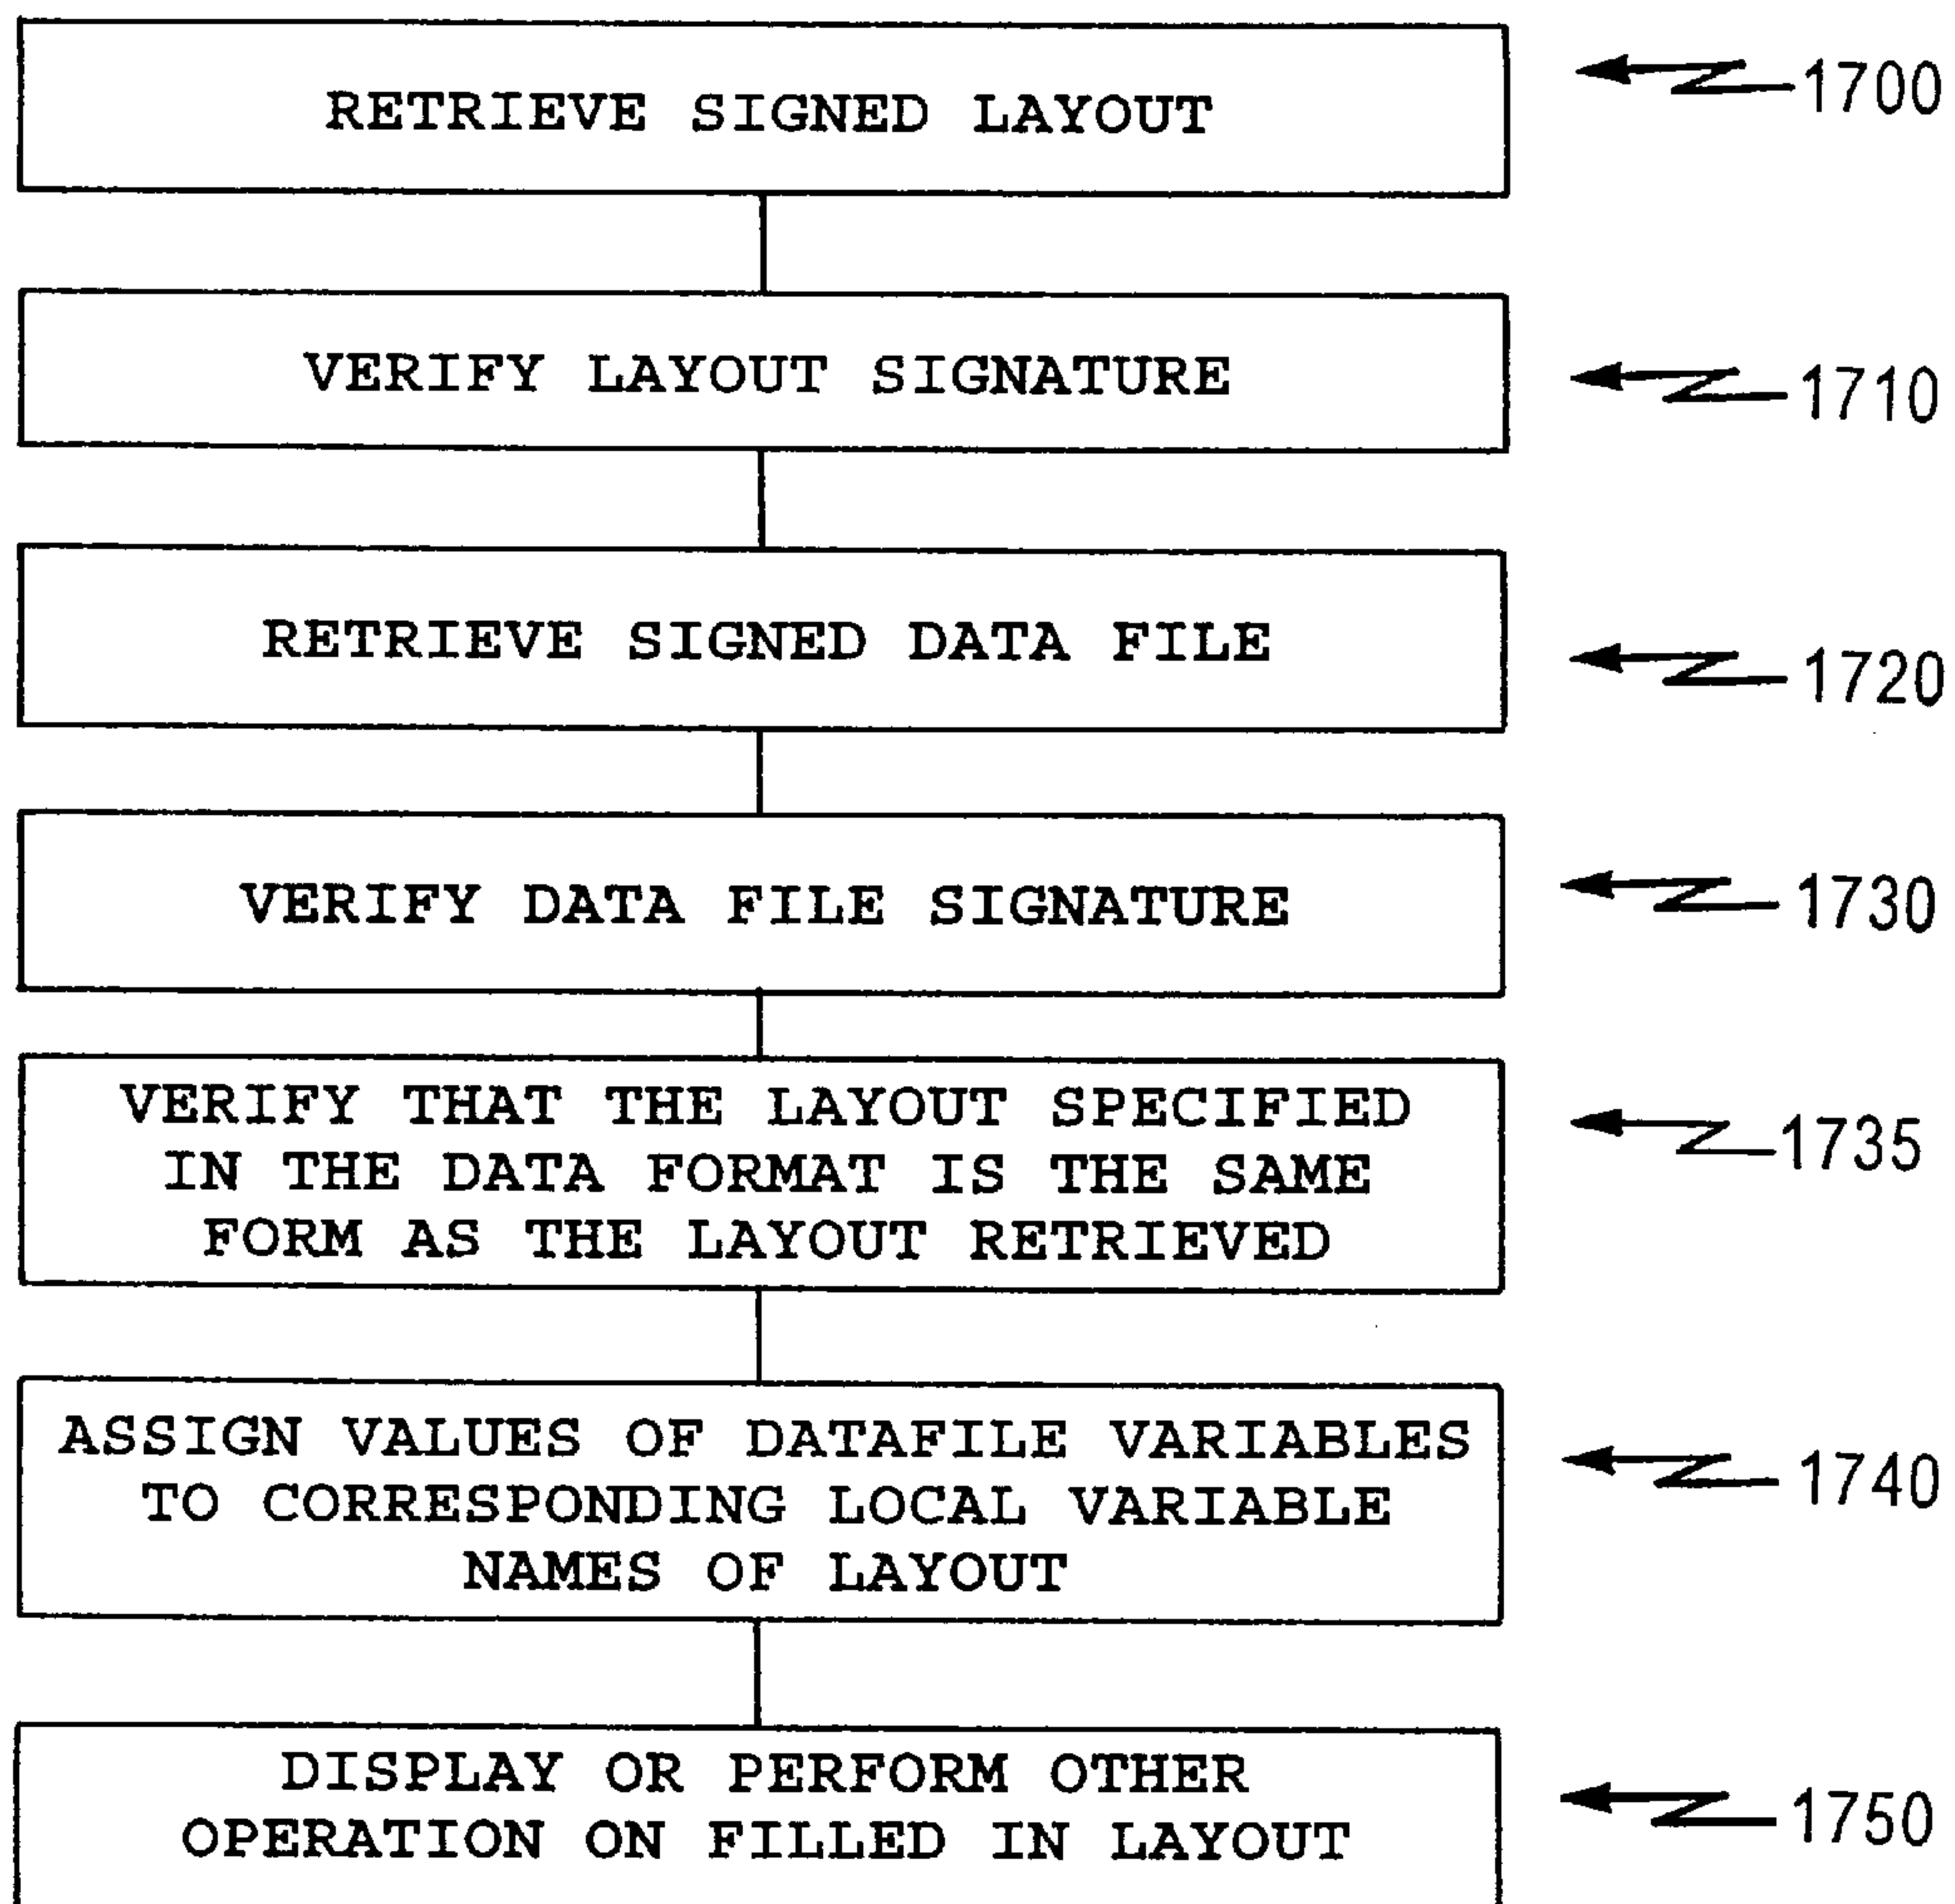 RETRIEVE SIGNED LAYOUT
1700
VERIFY LAYOUT SIGNATURE
1710
RETRIEVE SIGNED DATA FILE
1720
VERIFY DATA FILE SIGNATURE
1730
VERIFY THAT THE LAYOUT SPECIFIED
IN THE DATA FORMAT IS THE SAME
FORM AS THE LAYOUT RETRIEVED
1735
ASSIGN VALUES OF DATAFILE VARIABLES
TO CORRESPONDING LOCAL VARIABLE
NAMES OF LAYOUT
1740
DISPLAY OR PERFORM OTHER
OPERATION ON FILLED IN LAYOUT
1750